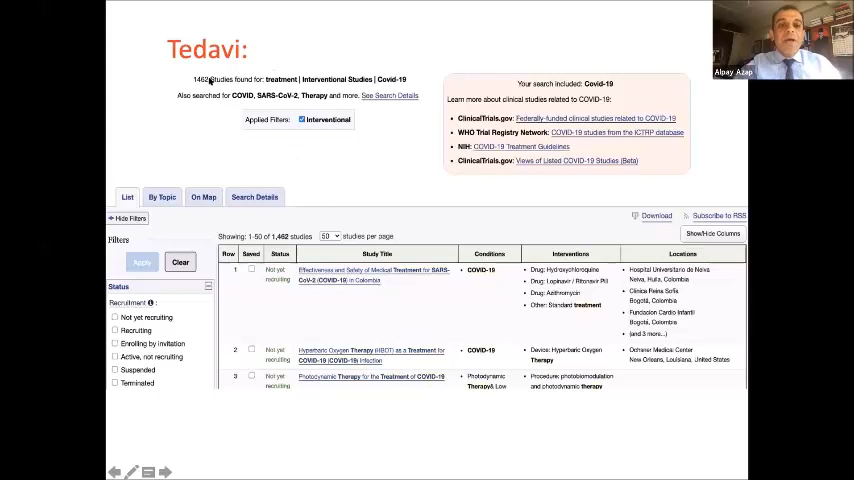 Tedavi:
1462 Studies found for: treatment | Interventional Studies | Covid-19
Also searched for COVID, SARS-CoV-2, Therapy and more. See Search Details
Applied Filters: Interventional
Your search included: Covid-19
Learn more about clinical studies related to COVID-19:
• ClinicalTrials.gov: Federally-funded clinical studies related to COVID-19
• WHO Trial Registry Network: COVID-19 studies from the ICTRP database
• NIH: COVID-19 Treatment Guidelines
• ClinicalTrials.gov: Views of Listed COVID-19 Studies (Beta)
Alpay Azap
List By Topic On Map Search Details
Hide Filters
Download Subscribe to RSS
Filters
Apply Clear
Status
Recruitment
Not yet recruiting
Recruiting
Enrolling by invitation
Active, not recruiting
Suspended
Terminated
Showing: 1-50 of 1,462 studies 50 studies per page
Show/Hide Columns
Row Saved Status Study Title Conditions Interventions Locations
1 Not yet recruiting
Effectiveness and Safety of Medical Treatment for SARS-
CoV-2 (COVID-19) in Colombia
• COVID-19
• Drug: Hydroxychloroquine
• Drug: Lopinavir / Ritonavir Pill
• Drug: Azithromycin
• Other: Standard treatment
• Hospital Universitario de Neiva
Neiva, Huila, Colombia
• Clínica Reina Sofía
Bogotá, Colombia
• Fundacion Cardio Infantil
Bogotá, Colombia
• (and 3 more...)
2 Not yet recruiting
Hyperbaric Oxygen Therapy (HBOT) as a Treatment for
COVID-19 (COVID-19) Infection
• COVID-19
• Device: Hyperbaric Oxygen
Therapy
• Ochsner Medical Center
New Orleans, Louisiana, United States
3 Not yet recruiting
Photodynamic Therapy for the Treatment of COVID-19
• Photodynamic
Therapy& Low
• Procedure: photobiomodulation
and photodynamic therapy